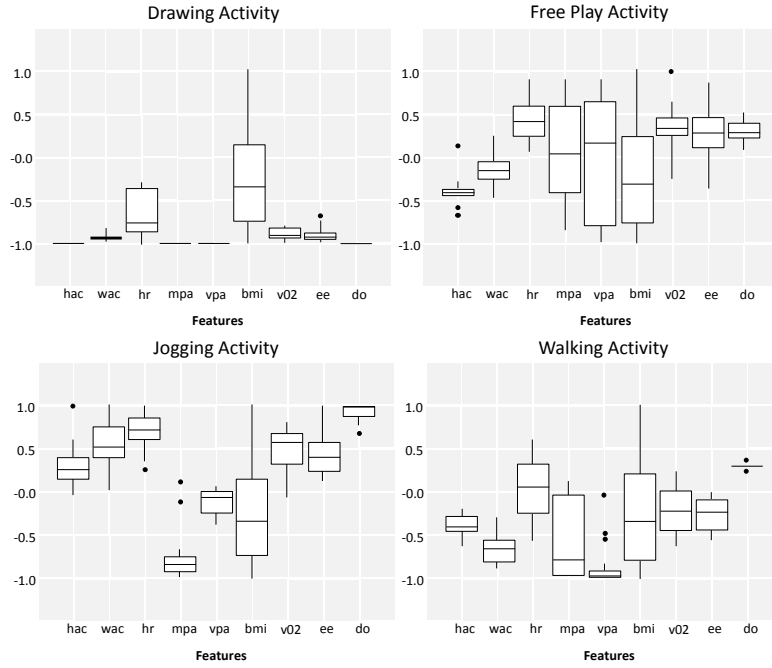 Drawing Activity
1.0
0.5
-0.0
-0.5
-1.0
hac wac hr mpa vpa bmi v02 ee do
Features
Free Play Activity
1.0
0.5
-0.0
-0.5
-1.0
hac wac hr mpa vpa bmi v02 ee do
Features
Jogging Activity
1.0
0.5
-0.0
-0.5
-1.0
hac wac hr mpa vpa bmi v02 ee do
Features
Walking Activity
1.0
0.5
-0.0
-0.5
-1.0
hac wac hr mpa vpa bmi v02 ee do
Features